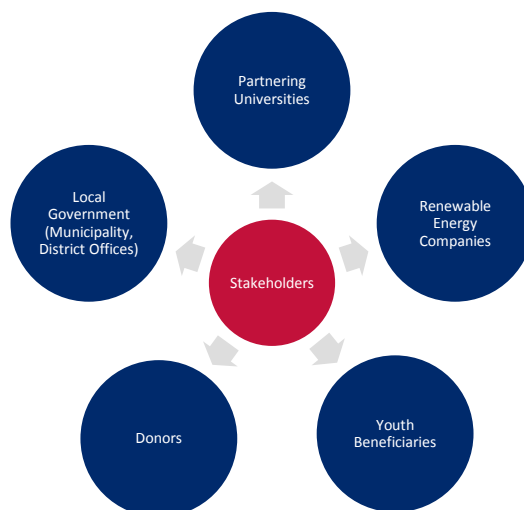 Partnering
Universities
Local
Government
(Municipality,
District Offices)
Renewable
Energy
Companies
Stakeholders
Donors
Youth
Beneficiaries